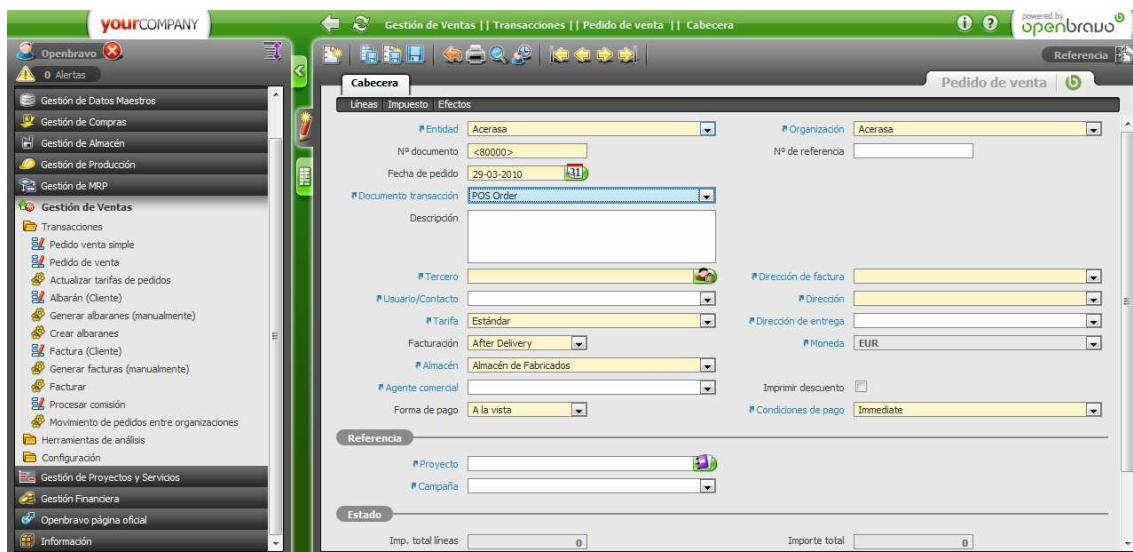 yourCOMPANY
Gestión de Ventas || Transacciones || Pedido de venta || Cabecera
powered by
openbravo
Openbravo
0 Alertas
Referencia
Gestión de Datos Maestros
Gestión de Compras
Gestión de Almacén
Gestión de Producción
Gestión de MRP
Gestión de Ventas
Transacciones
Pedido venta simple
Pedido de venta
Actualizar tarifas de pedidos
Albarán (Cliente)
Generar albaranes (manualmente)
Crear albaranes
Factura (Cliente)
Generar facturas (manualmente)
Facturar
Procesar comisión
Movimiento de pedidos entre organizaciones
Herramientas de análisis
Configuración
Gestión de Proyectos y Servicios
Gestión Financiera
Openbravo página oficial
Información
Cabecera
Pedido de venta
Líneas Impuesto Efectos
Entidad Acerasa Organización Acerasa
Nº documento <80000> Nº de referencia
Fecha de pedido 29-03-2010 31
Documento transacción POS Order
Descripción
Tercero Dirección de factura
Usuario/Contacto Dirección
Tarifa Estándar Dirección de entrega
Facturación After Delivery Moneda EUR
Almacén Almacén de Fabricados
Agente comercial Imprimir descuento
Forma de pago A la vista Condiciones de pago Immediate
Referencia
Proyecto
Campaña
Estado
Imp. total líneas 0 Importe total 0